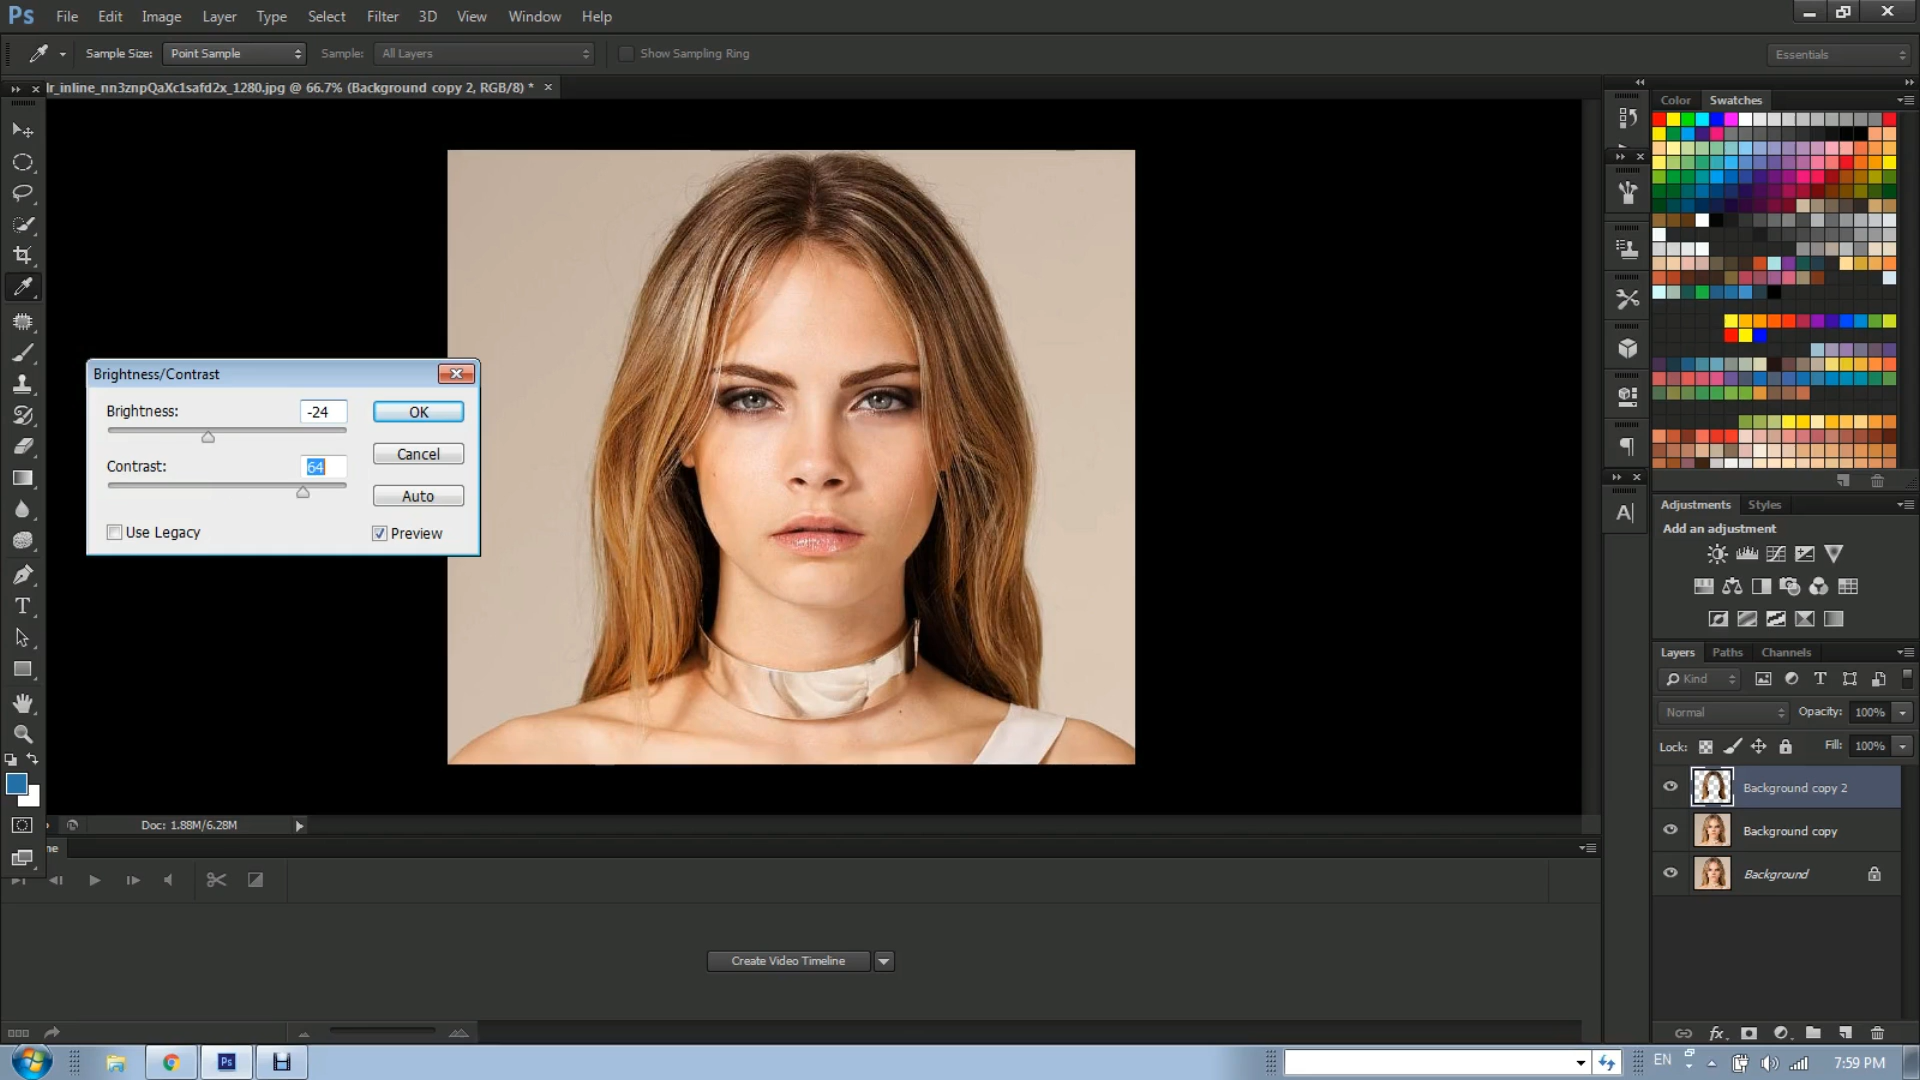 Ps File Edit Image Layer Type Select Filter 3D View Window Help
Sample Size: Point Sample Sample: All Layers Show Sampling Ring Essentials
lr_inline_nn3znpQaXc1safd2x_1280.jpg @ 66.7% (Background copy 2, RGB/8) *
Color Swatches
Brightness/Contrast
Brightness: -24 OK
Contrast: 64 Cancel
Auto
Use Legacy Preview
Adjustments Styles
Add an adjustment
Layers Paths Channels
Kind
Normal Opacity: 100%
Lock: Fill: 100%
Background copy 2
Background copy
Background
Doc: 1.88M/6.28M
ne
Create Video Timeline
fx
Ps EN 7:59 PM